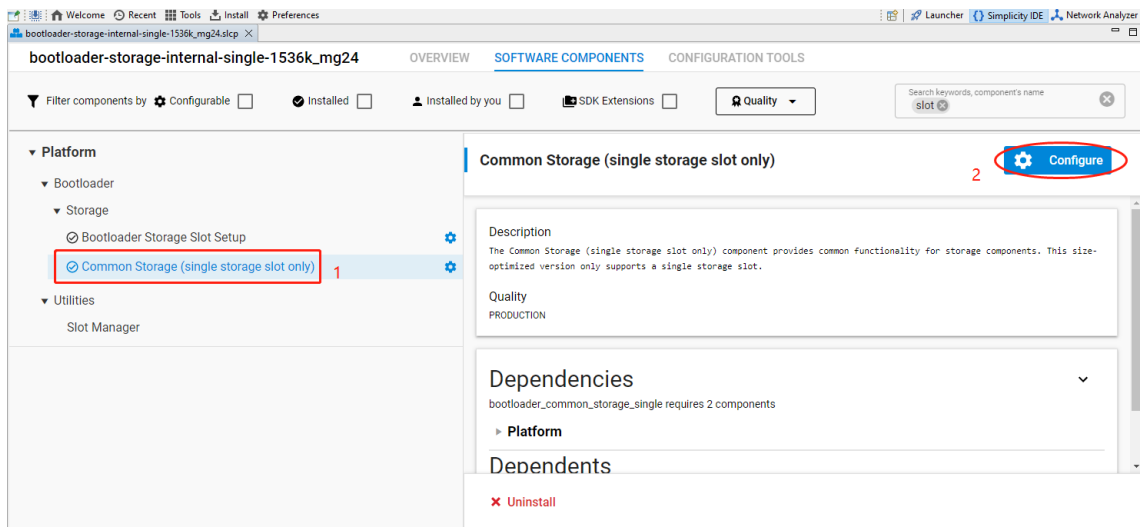 Welcome Recent Tools Install Preferences
Launcher {} Simplicity IDE Network Analyzer
bootloader-storage-internal-single-1536k_mg24.slcp
bootloader-storage-internal-single-1536k_mg24
OVERVIEW SOFTWARE COMPONENTS CONFIGURATION TOOLS
Filter components by Configurable Installed Installed by you SDK Extensions Quality
Search keywords, component's name
slot
Platform
Bootloader
Storage
Bootloader Storage Slot Setup
Common Storage (single storage slot only)
1
Utilities
Slot Manager
Common Storage (single storage slot only)
2
Configure
Description
The Common Storage (single storage slot only) component provides common functionality for storage components. This size-
optimized version only supports a single storage slot.
Quality
PRODUCTION
Dependencies
bootloader_common_storage_single requires 2 components
Platform
Dependents
Uninstall